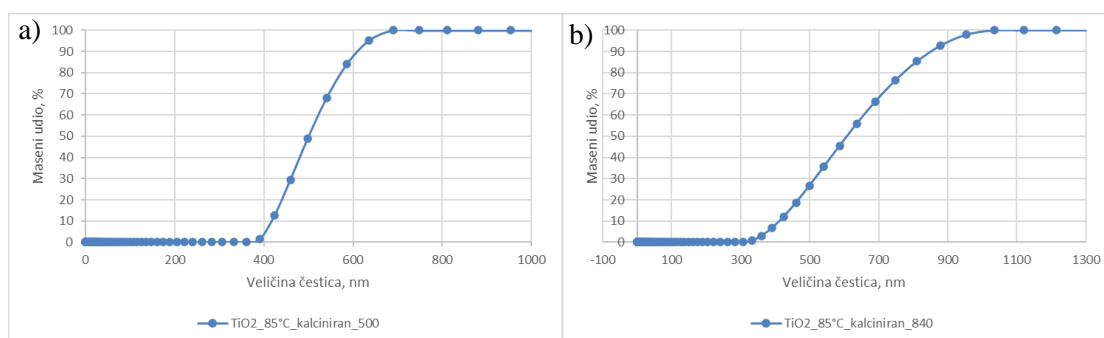 a)
100
90
80
70
60
50
40
30
20
10
0
Maseni udio, %
0 200 400 600 800 1000
Veličina čestica, nm
TiO2_85°C_kalciniran_500
b)
100
90
80
70
60
50
40
30
20
10
0
Maseni udio, %
-100 100 300 500 700 900 1100 1300
Veličina čestica, nm
TiO2_85°C_kalciniran_840